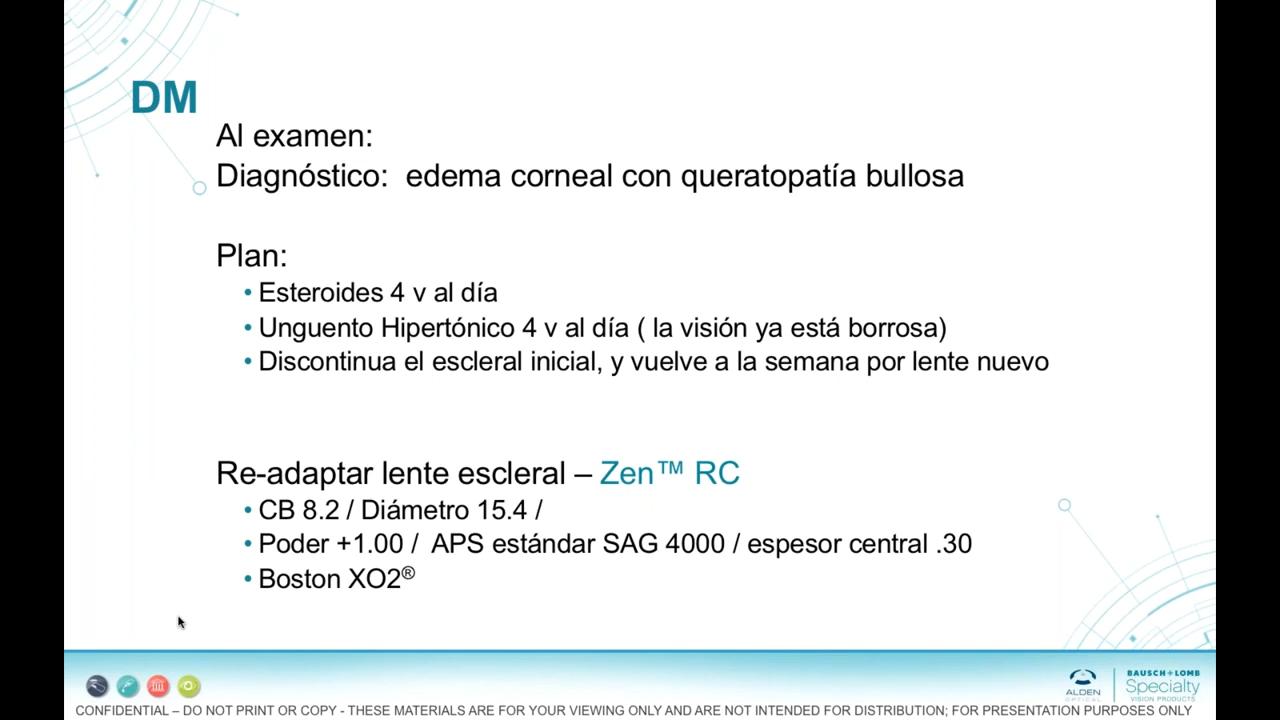 DM
Al examen:
Diagnóstico: edema corneal con queratopatía bullosa
Plan:
• Esteroides 4 v al día
• Unguento Hipertónico 4 v al día ( la visión ya está borrosa)
• Discontinua el escleral inicial, y vuelve a la semana por lente nuevo
Re-adaptar lente escleral – Zen™ RC
• CB 8.2 / Diámetro 15.4 /
• Poder +1.00 / APS estándar SAG 4000 / espesor central .30
• Boston XO2®
ALDEN
OPTICAL
BAUSCH + LOMB
Specialty
VISION PRODUCTS
CONFIDENTIAL – DO NOT PRINT OR COPY - THESE MATERIALS ARE FOR YOUR VIEWING ONLY AND ARE NOT INTENDED FOR DISTRIBUTION; FOR PRESENTATION PURPOSES ONLY